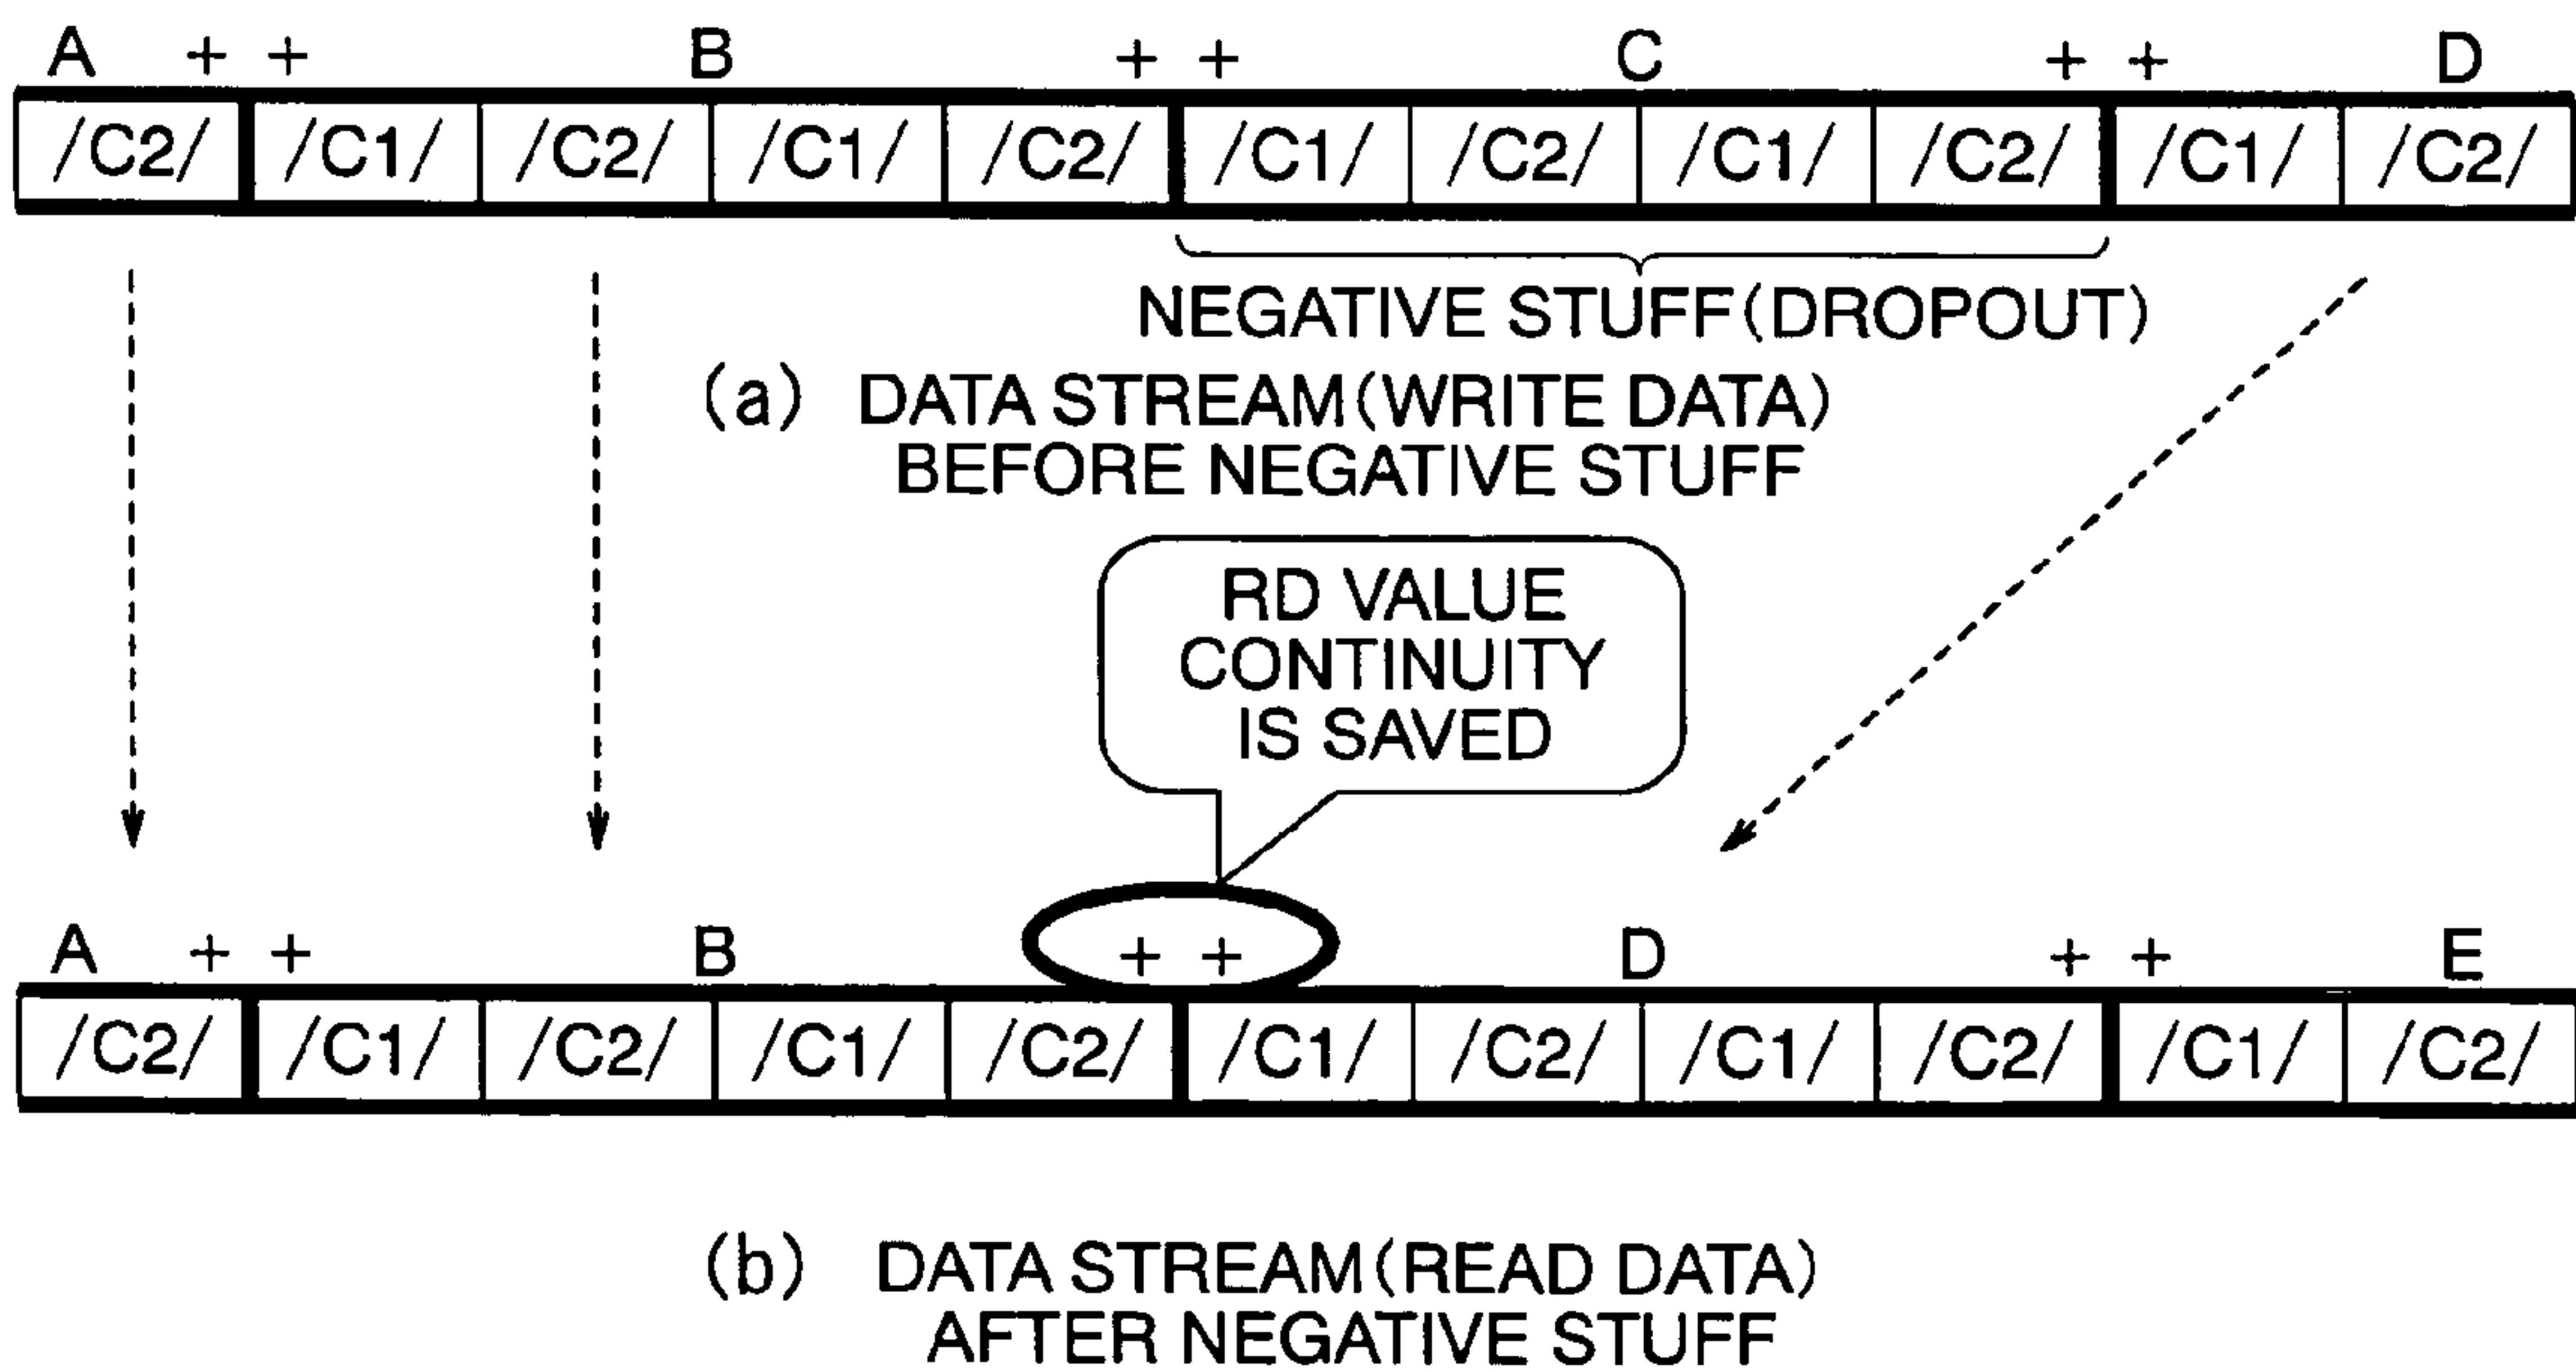 A + + B + + C + + D
/C2/ /C1/ /C2/ /C1/ /C2/ /C1/ /C2/ /C1/ /C2/ /C1/ /C2/
NEGATIVE STUFF(DROPOUT)
(a) DATA STREAM(WRITE DATA)
BEFORE NEGATIVE STUFF
RD VALUE
CONTINUITY
IS SAVED
A + + B + + D + + E
/C2/ /C1/ /C2/ /C1/ /C2/ /C1/ /C2/ /C1/ /C2/ /C1/ /C2/
(b) DATA STREAM(READ DATA)
AFTER NEGATIVE STUFF